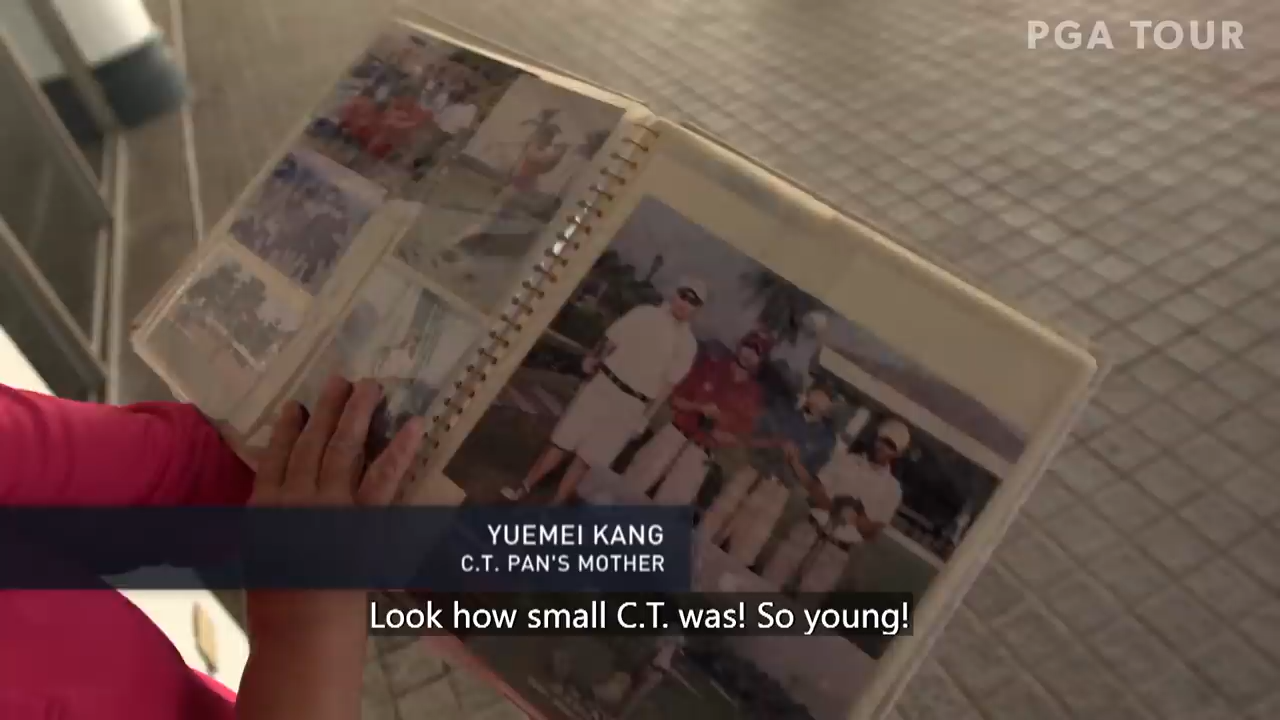 PGA TOUR
YUEMEI KANG
C.T. PAN'S MOTHER
Look how small C.T. was! So young!